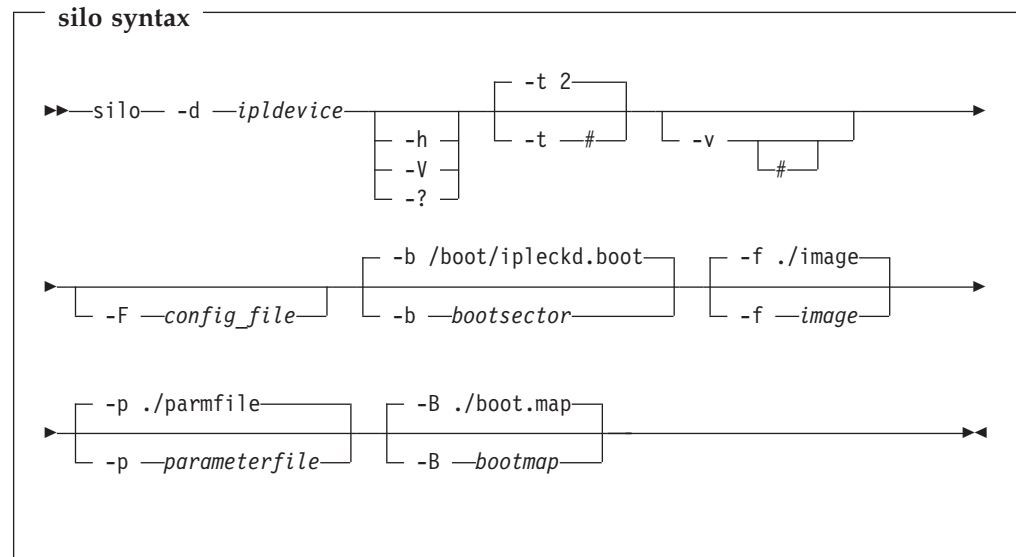 silo syntax
-t 2
silo -d ipldevice
-h -t # -v
-V #
-?
-b /boot/ipleckd.boot -f ./image
-F config_file -b bootsector -f image
-p ./parmfile -B ./boot.map
-p parameterfile -B bootmap